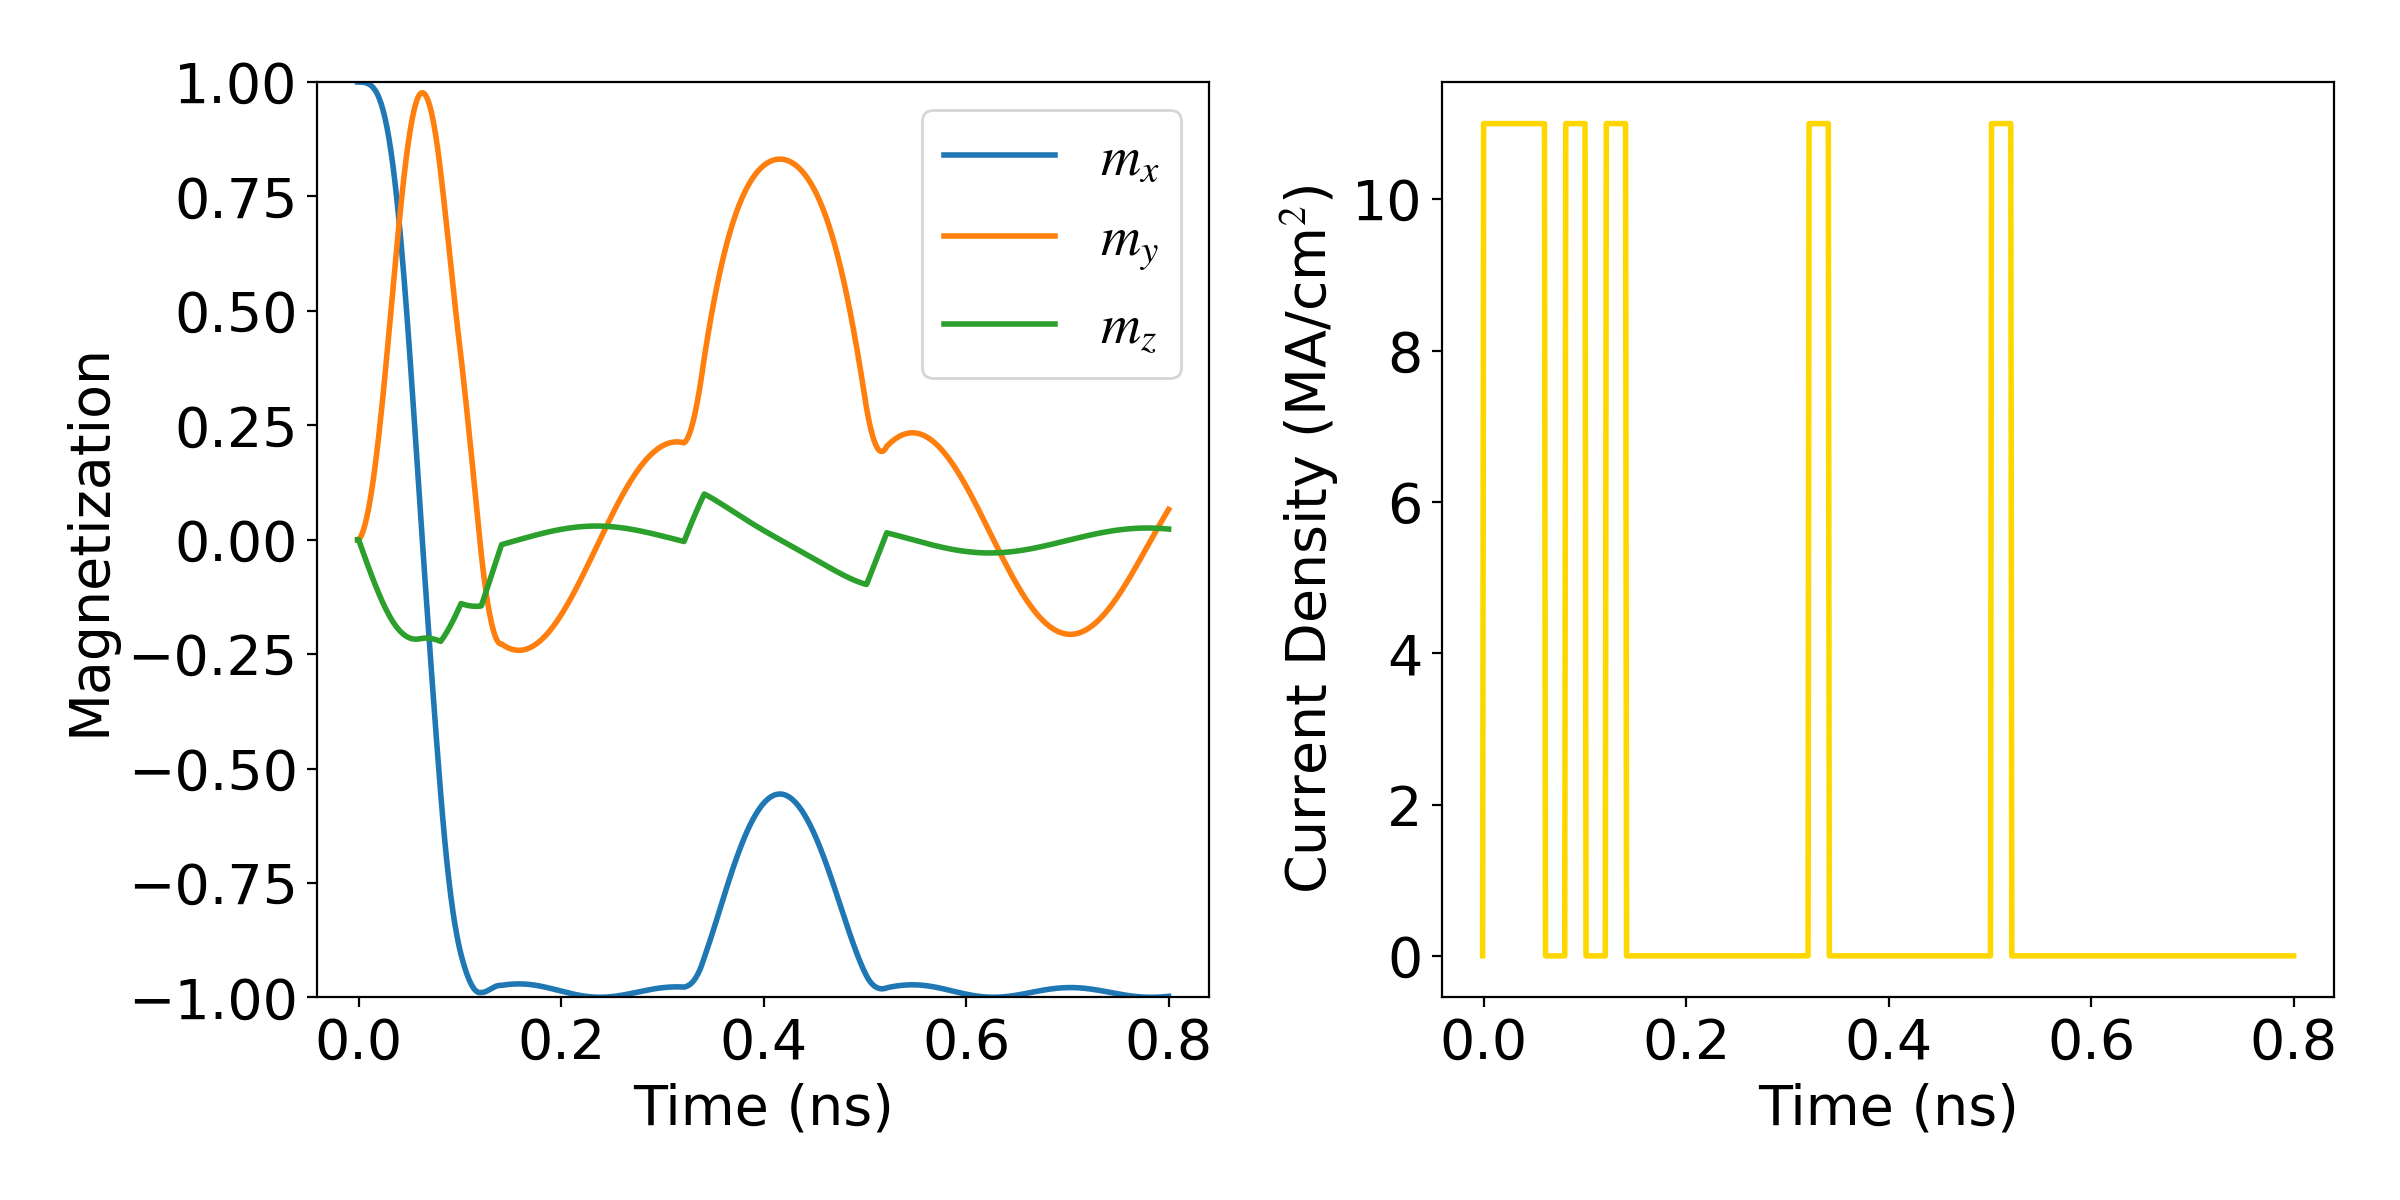 Magnetization
1.00
0.75
0.50
0.25
0.00
−0.25
−0.50
−0.75
−1.00
0.0 0.2 0.4 0.6 0.8
Time (ns)
m_x
m_y
m_z
Current Density (MA/cm²)
10
8
6
4
2
0
0.0 0.2 0.4 0.6 0.8
Time (ns)